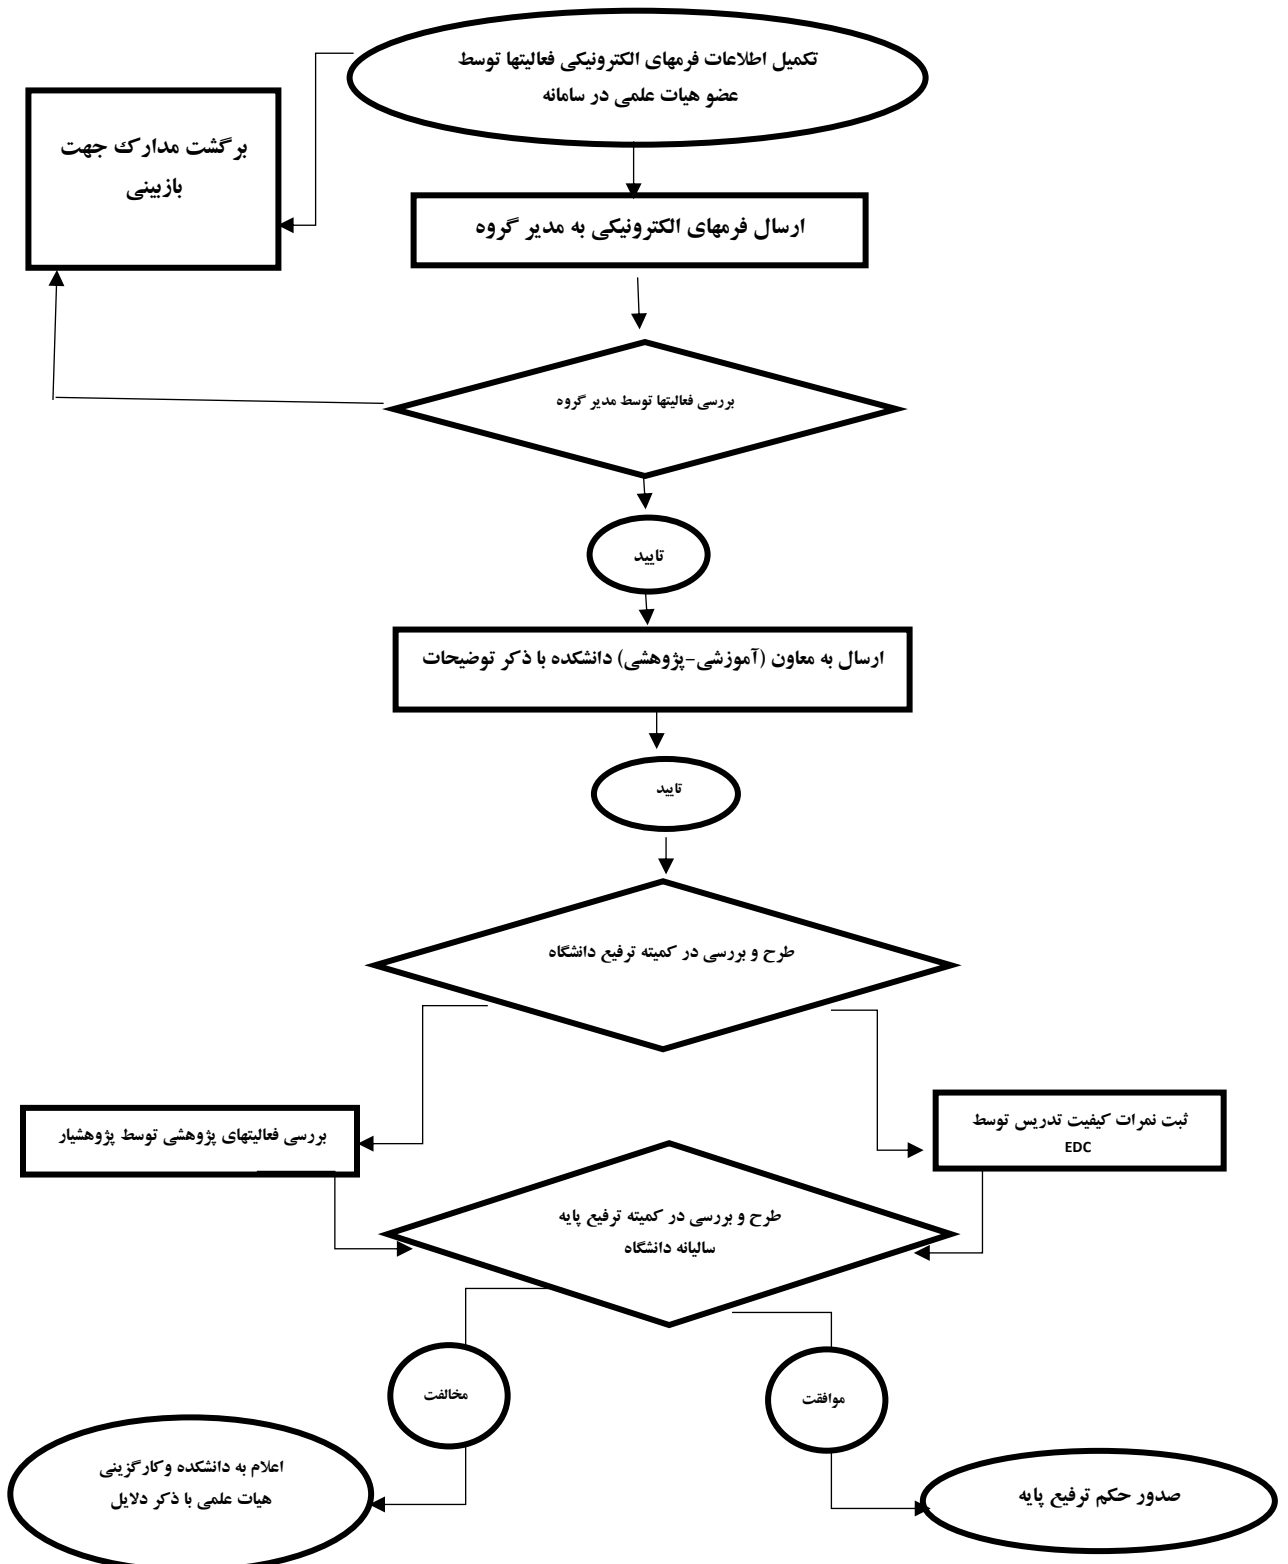 تکمیل اطلاعات فرمهای الکترونیکی فعالیتها توسط
عضو هیات علمی در سامانه
برگشت مدارک جهت
بازبینی
ارسال فرمهای الکترونیکی به مدیر گروه
بررسی فعالیتها توسط مدیر گروه
تایید
ارسال به معاون (آموزشی-پژوهشی) دانشکده با ذکر توضیحات
تایید
طرح و بررسی در کمیته ترفیع دانشگاه
ثبت نمرات کیفیت تدریس توسط
EDC
بررسی فعالیتهای پژوهشی توسط پژوهشیار
طرح و بررسی در کمیته ترفیع پایه
سالیانه دانشگاه
موافقت
مخالفت
صدور حکم ترفیع پایه
اعلام به دانشکده وکارگزینی
هیات علمی با ذکر دلایل